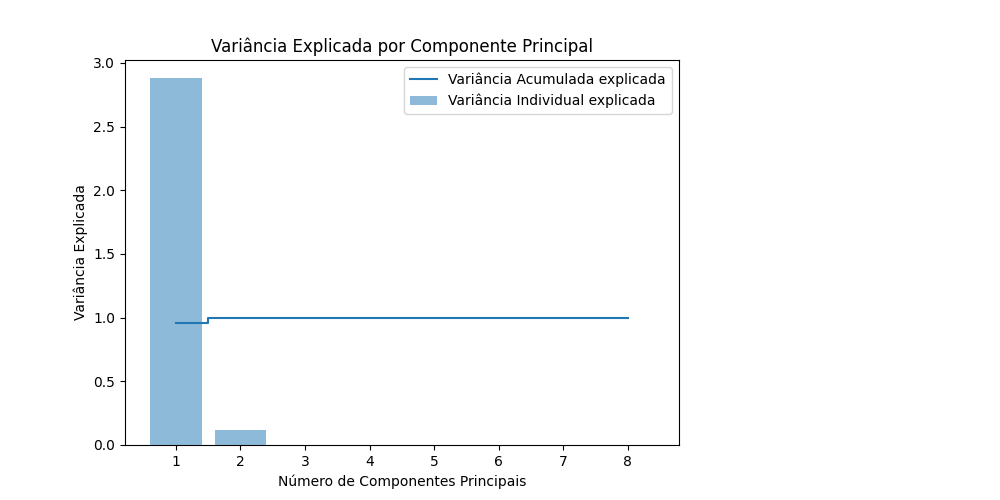 Variância Explicada por Componente Principal
Variância Acumulada explicada
Variância Individual explicada
Variância Explicada
3.0
2.5
2.0
1.5
1.0
0.5
0.0
1 2 3 4 5 6 7 8
Número de Componentes Principais